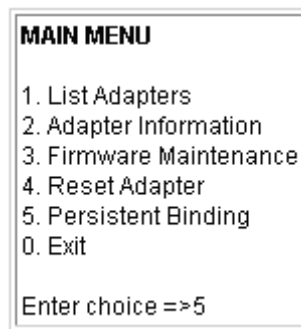 MAIN MENU
1. List Adapters
2. Adapter Information
3. Firmware Maintenance
4. Reset Adapter
5. Persistent Binding
0. Exit
Enter choice =>5